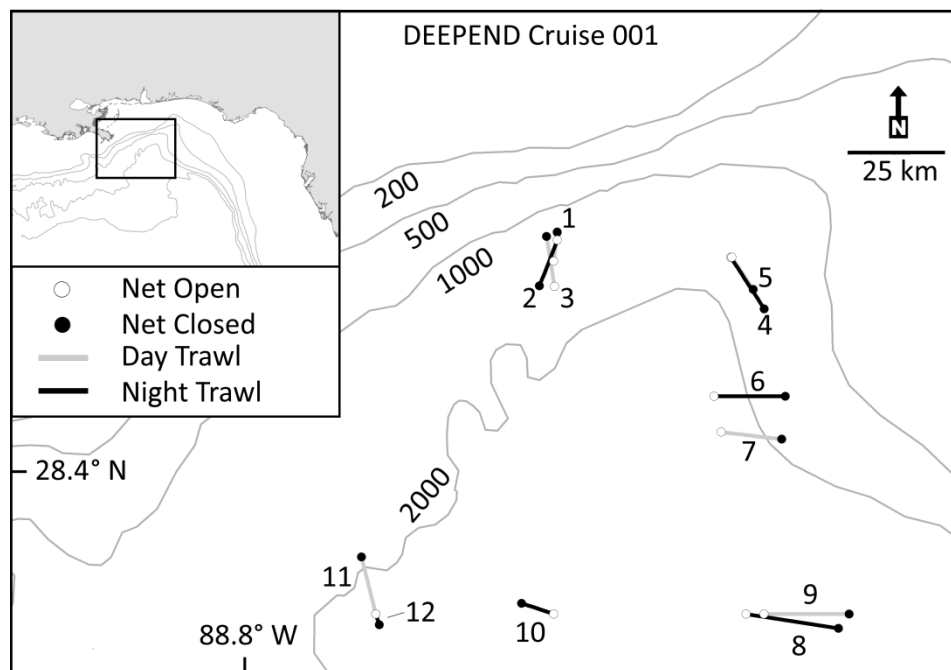 DEEPEND Cruise 001
N
25 km
200
500
1000
2000
1
2
3
5
4
6
7
Net Open
Net Closed
Day Trawl
Night Trawl
28.4° N
88.8° W
11
12
10
9
8